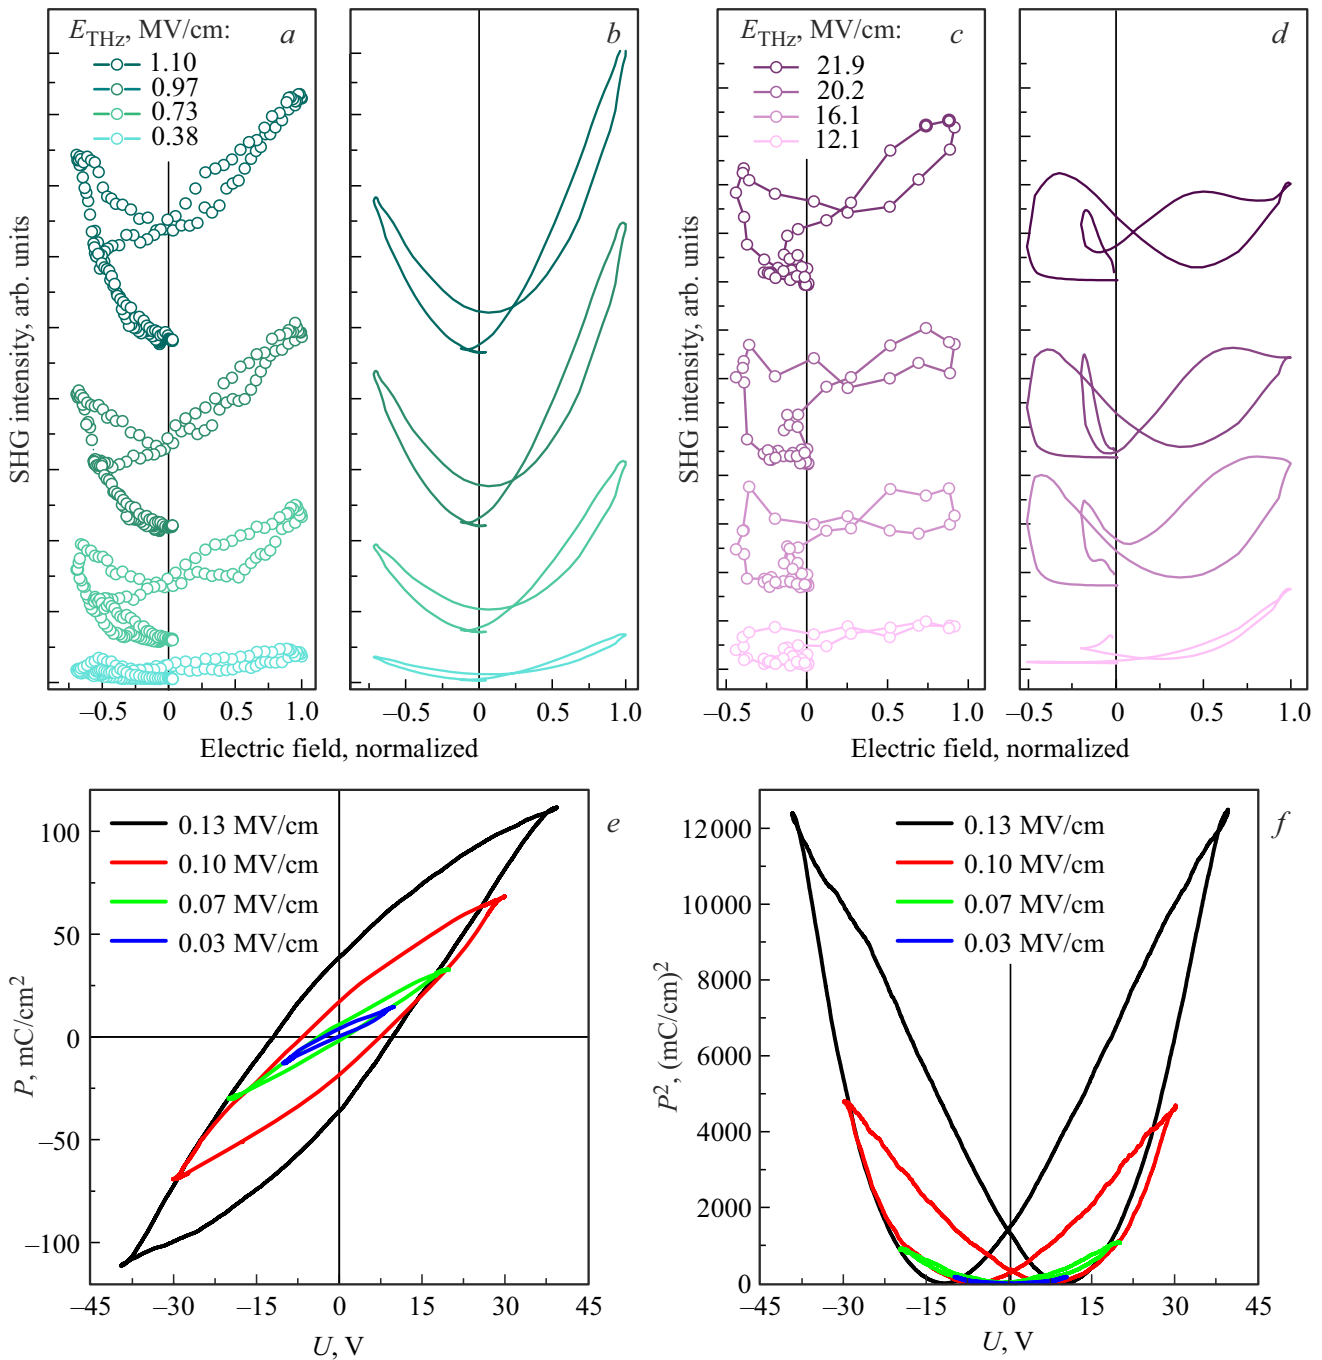 E_THz, MV/cm: a
1.10
0.97
0.73
0.38
b
E_THz, MV/cm: c
21.9
20.2
16.1
12.1
d
SHG intensity, arb. units
SHG intensity, arb. units
–0.5 0 0.5 1.0
–0.5 0 0.5 1.0
–0.5 0 0.5 1.0
–0.5 0 0.5 1.0
Electric field, normalized
Electric field, normalized
e
0.13 MV/cm
0.10 MV/cm
0.07 MV/cm
0.03 MV/cm
100
50
0
–50
–100
P, mC/cm²
–45 –30 –15 0 15 30 45
U, V
f
0.13 MV/cm
0.10 MV/cm
0.07 MV/cm
0.03 MV/cm
12 000
10 000
8000
6000
4000
2000
0
P², (mC/cm)²
–45 –30 –15 0 15 30 45
U, V